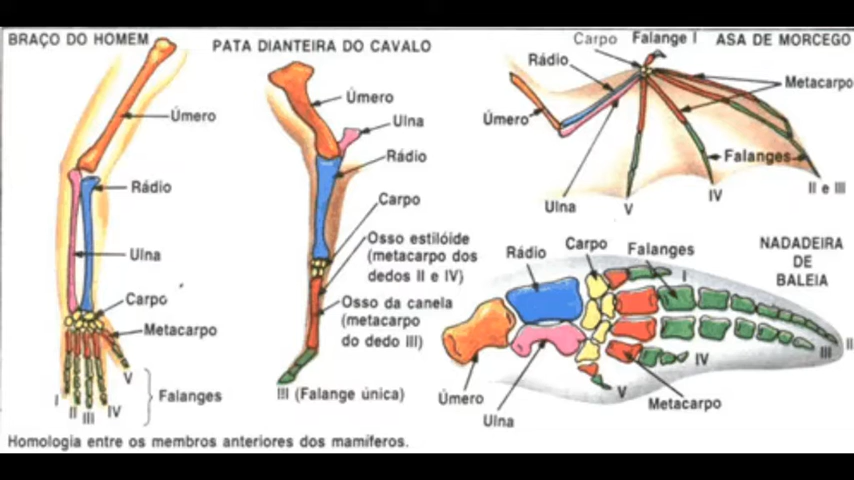 BRAÇO DO HOMEM
Úmero
Rádio
Ulna
Carpo
Metacarpo
V
I
II
III
IV
Falanges
PATA DIANTEIRA DO CAVALO
Úmero
Ulna
Rádio
Carpo
Osso estilóide
(metacarpo dos
dedos II e IV)
Osso da canela
(metacarpo
do dedo III)
III (Falange única)
ASA DE MORCEGO
Carpo
Falange I
Rádio
Metacarpo
Úmero
Falanges
Ulna
V
IV
II e III
NADADEIRA
DE
BALEIA
Rádio
Carpo
Falanges
I
II
III
IV
V
Úmero
Ulna
Metacarpo
Homologia entre os membros anteriores dos mamíferos.